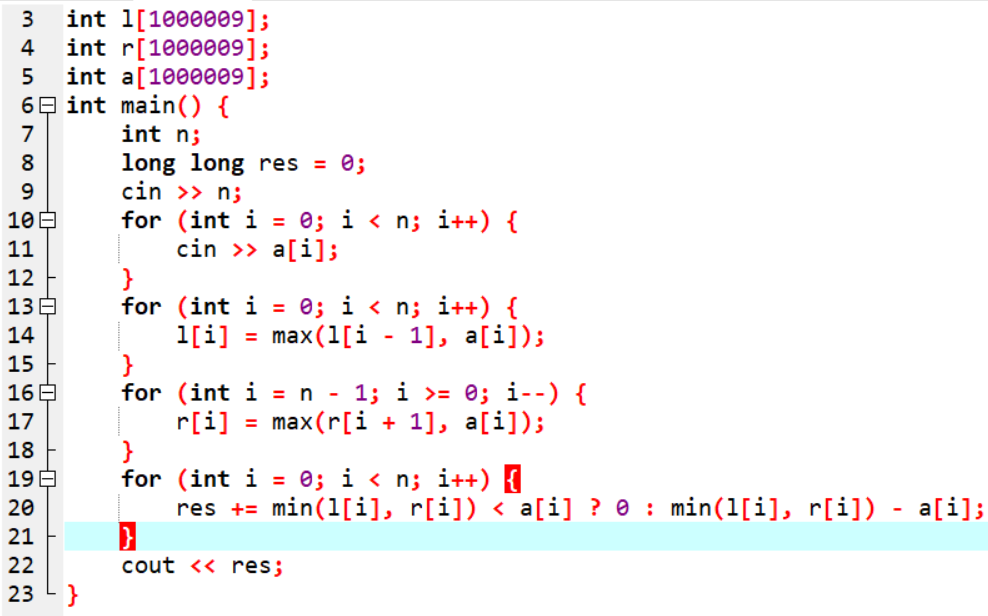 3 int l[1000009];
4 int r[1000009];
5 int a[1000009];
6 int main() {
7     int n;
8     long long res = 0;
9     cin >> n;
10     for (int i = 0; i < n; i++) {
11         cin >> a[i];
12     }
13     for (int i = 0; i < n; i++) {
14         l[i] = max(l[i - 1], a[i]);
15     }
16     for (int i = n - 1; i >= 0; i--) {
17         r[i] = max(r[i + 1], a[i]);
18     }
19     for (int i = 0; i < n; i++) {
20         res += min(l[i], r[i]) < a[i] ? 0 : min(l[i], r[i]) - a[i];
21     }
22     cout << res;
23 }